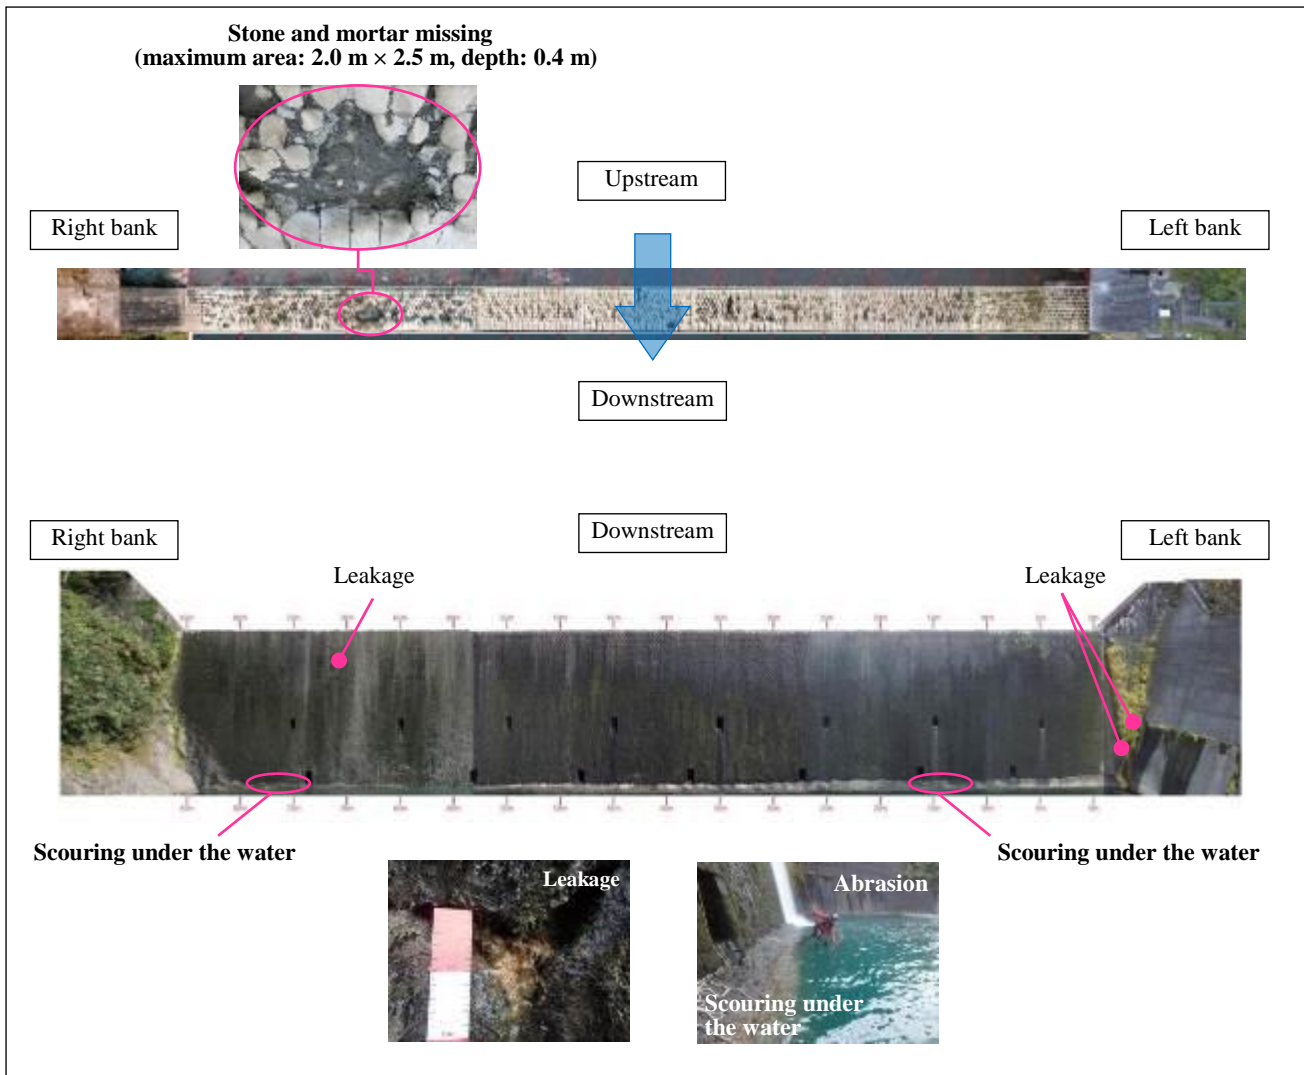 Stone and mortar missing
(maximum area: 2.0 m × 2.5 m, depth: 0.4 m)
Upstream
Right bank
Left bank
Downstream
Right bank
Downstream
Left bank
Leakage
Leakage
Scouring under the water
Scouring under the water
Leakage
Abrasion
Scouring under
the water